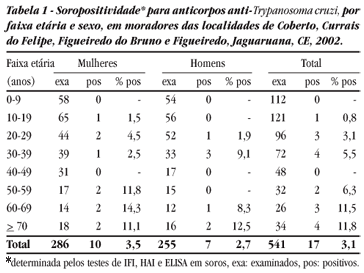 Tabela 1 - Soropositiridade* para anticorpos anti-Trypanosoma cruzi, por
faixa etária e sexo, em moradores das localidades de Coberto, Currais
do Felipe, Figueiredo do Bruno e Figueiredo, Jaguaruana, CE, 2002.
Faixa etária Mulheres Homens Total
(anos) exa pos % pos exa pos % pos exa pos % pos
0-9 58 0 - 54 0 - 112 0 -
10-19 65 1 1,5 56 0 - 121 1 0,8
20-29 44 2 4,5 52 1 1,9 96 3 3,1
30-39 39 1 2,5 33 3 9,1 72 4 5,5
40-49 31 0 - 17 0 - 48 0 -
50-59 17 2 11,8 15 0 - 32 2 6,3
60-69 14 2 14,3 12 1 8,3 26 3 11,5
≥ 70 18 2 11,1 16 2 12,5 34 4 11,8
Total 286 10 3,5 255 7 2,7 541 17 3,1
*determinada pelos testes de IFI, HAI e ELISA em soros, exa: examinados, pos: positivos.